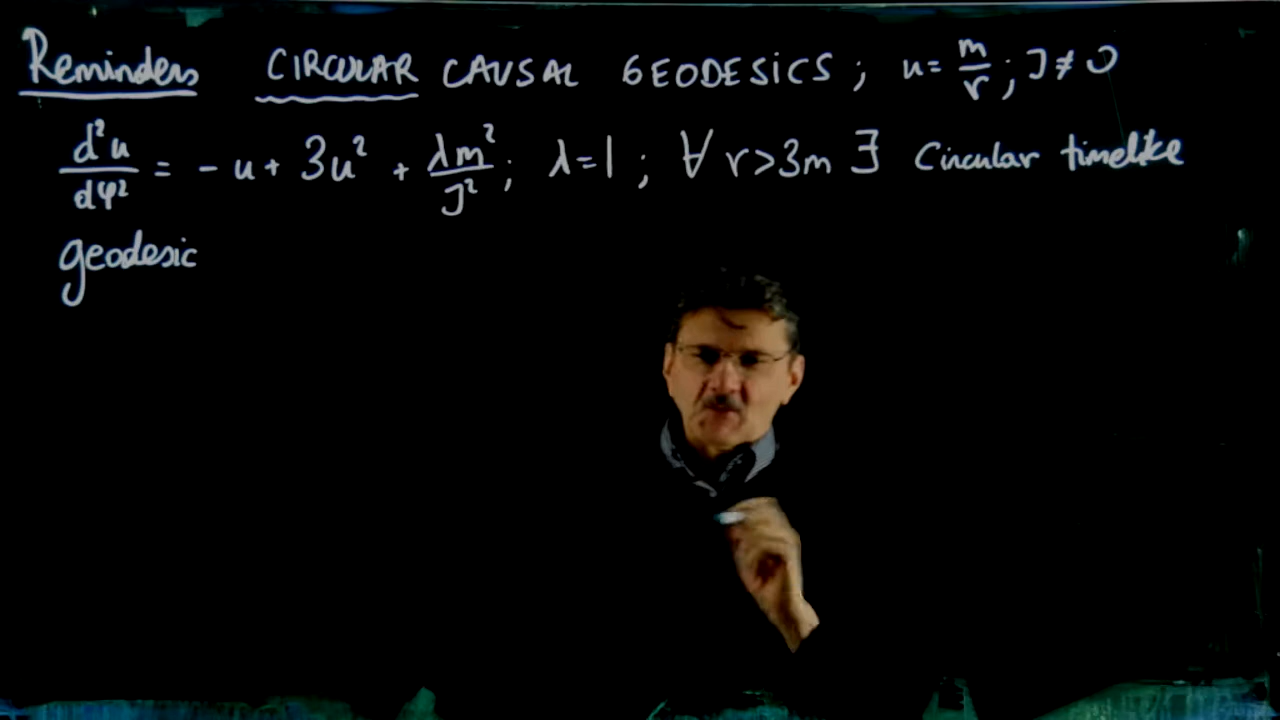 Reminders CIRCULAR CAUSAL GEODESICS ; u = m/r ; J ≠ 0
d²u/dφ² = - u + 3u² + λm²/J² ; λ=1 ; ∀ r>3m ∃ Circular timelike
geodesic